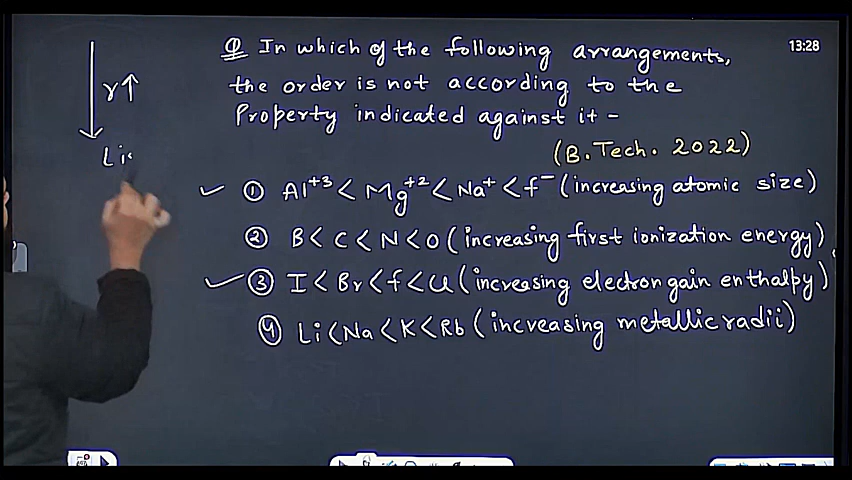 13:28
Q In which of the following arrangements,
the order is not according to the
Property indicated against it -
(B.Tech. 2022)
r↑
Li
✓ ① Al⁺³ < Mg⁺² < Na⁺ < f⁻ (increasing atomic size)
② B < C < N < O (increasing first ionization energy)
✓ ③ I < Br < f < Cl (increasing electron gain enthalpy)
④ Li < Na < K < Rb (increasing metallic radii)